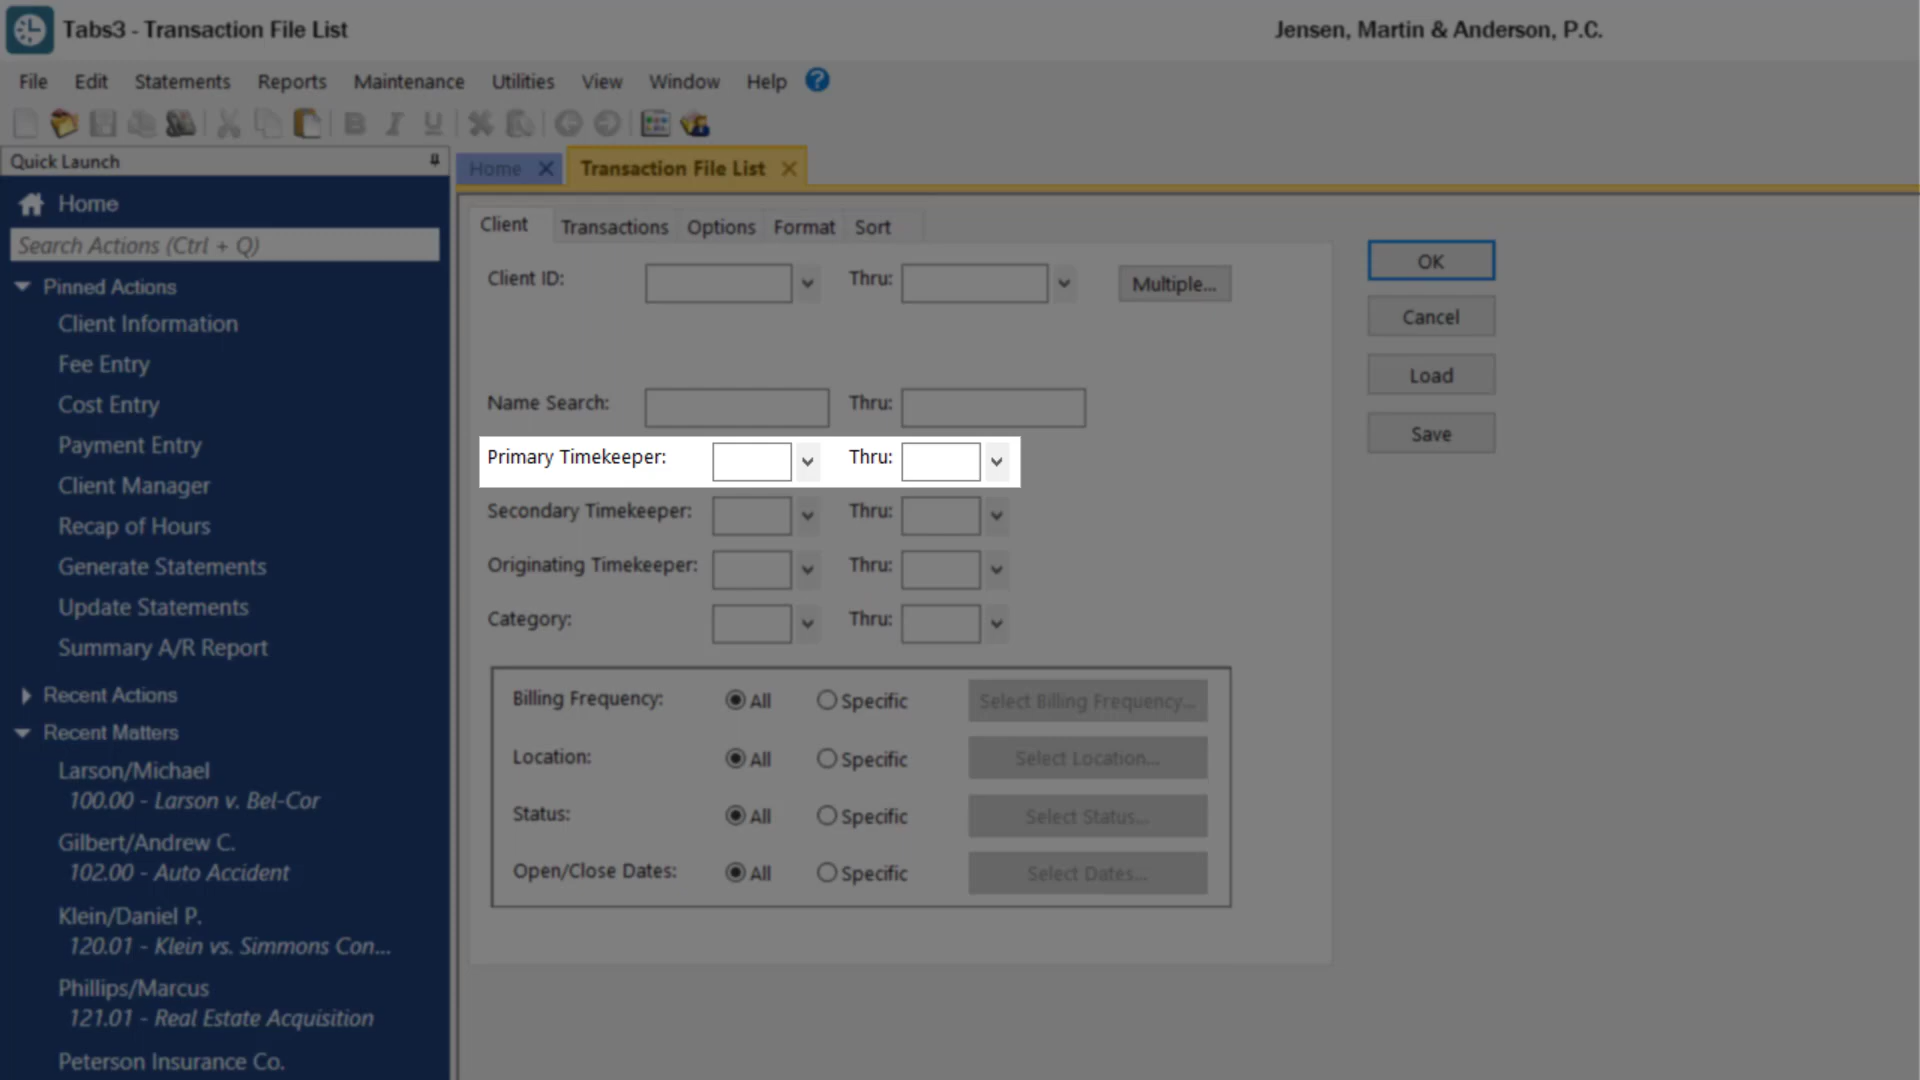 Tabs3 - Transaction File List
Jensen, Martin & Anderson, P.C.
File Edit Statements Reports Maintenance Utilities View Window Help ?
B I U
Quick Launch
Home
Search Actions (Ctrl + Q)
Pinned Actions
Client Information
Fee Entry
Cost Entry
Payment Entry
Client Manager
Recap of Hours
Generate Statements
Update Statements
Summary A/R Report
Recent Actions
Recent Matters
Larson/Michael
100.00 - Larson v. Bel-Cor
Gilbert/Andrew C.
102.00 - Auto Accident
Klein/Daniel P.
120.01 - Klein vs. Simmons Con...
Phillips/Marcus
121.01 - Real Estate Acquisition
Peterson Insurance Co.
Home Transaction File List
Client Transactions Options Format Sort
Client ID: Thru: Multiple...
Name Search: Thru:
Primary Timekeeper: Thru:
Secondary Timekeeper: Thru:
Originating Timekeeper: Thru:
Category: Thru:
Billing Frequency: All Specific Select Billing Frequency...
Location: All Specific Select Location...
Status: All Specific Select Status...
Open/Close Dates: All Specific Select Dates...
OK
Cancel
Load
Save